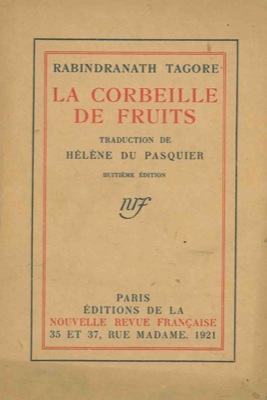 RABINDRANATH TAGORE
LA CORBEILLE
DE FRUITS
TRADUCTION DE
HÉLÈNE DU PASQUIER
HUITIÈME ÉDITION
nrf
PARIS
ÉDITIONS DE LA
NOUVELLE REVUE FRANÇAISE
35 ET 37, RUE MADAME. 1921